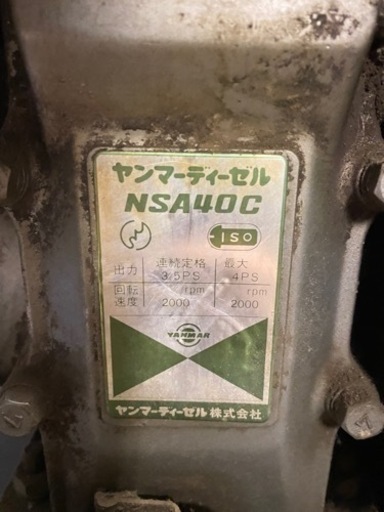 ヤンマーディーゼル
NSA40C
ISO
連続定格 最大
出力 3.5PS 4PS
回転 rpm rpm
速度 2000 2000
YANMAR
ヤンマーディーゼル株式会社